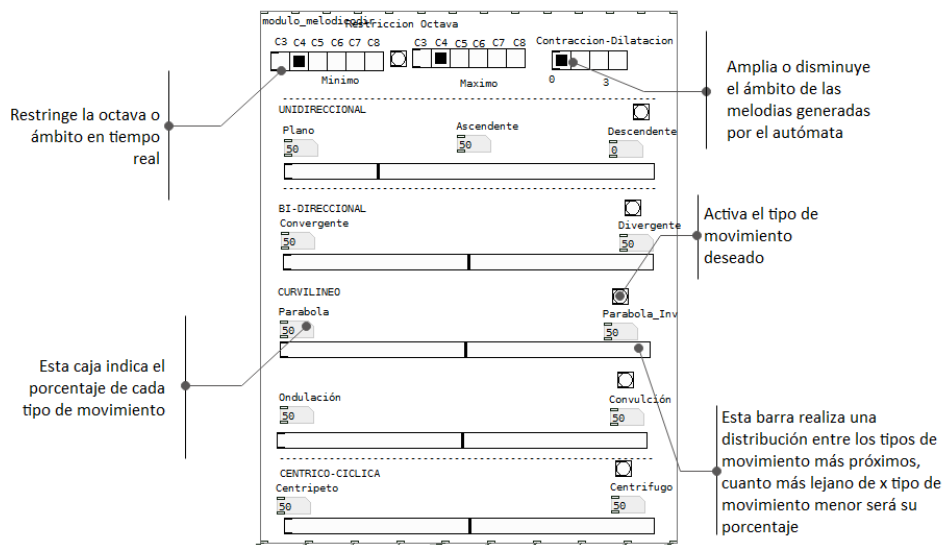 modulo_melodicodir
Restriccion Octava
C3 C4 C5 C6 C7 C8
C3 C4 C5 C6 C7 C8
Contraccion-Dilatacion
Minimo
Maximo
0
3
Restringe la octava o
ámbito en tiempo
real
Amplia o disminuye
el ámbito de las
melodias generadas
por el autómata
UNIDIRECCIONAL
Plano
Ascendente
Descendente
50
50
0
BI-DIRECCIONAL
Convergente
Divergente
50
50
Activa el tipo de
movimiento
deseado
CURVILINEO
Parabola
Parabola_Inv
50
50
Esta caja indica el
porcentaje de cada
tipo de movimiento
Ondulación
Convulción
50
50
Esta barra realiza una
distribución entre los tipos de
movimiento más próximos,
cuanto más lejano de x tipo de
movimiento menor será su
porcentaje
CENTRICO-CICLICA
Centripeto
Centrifugo
50
50